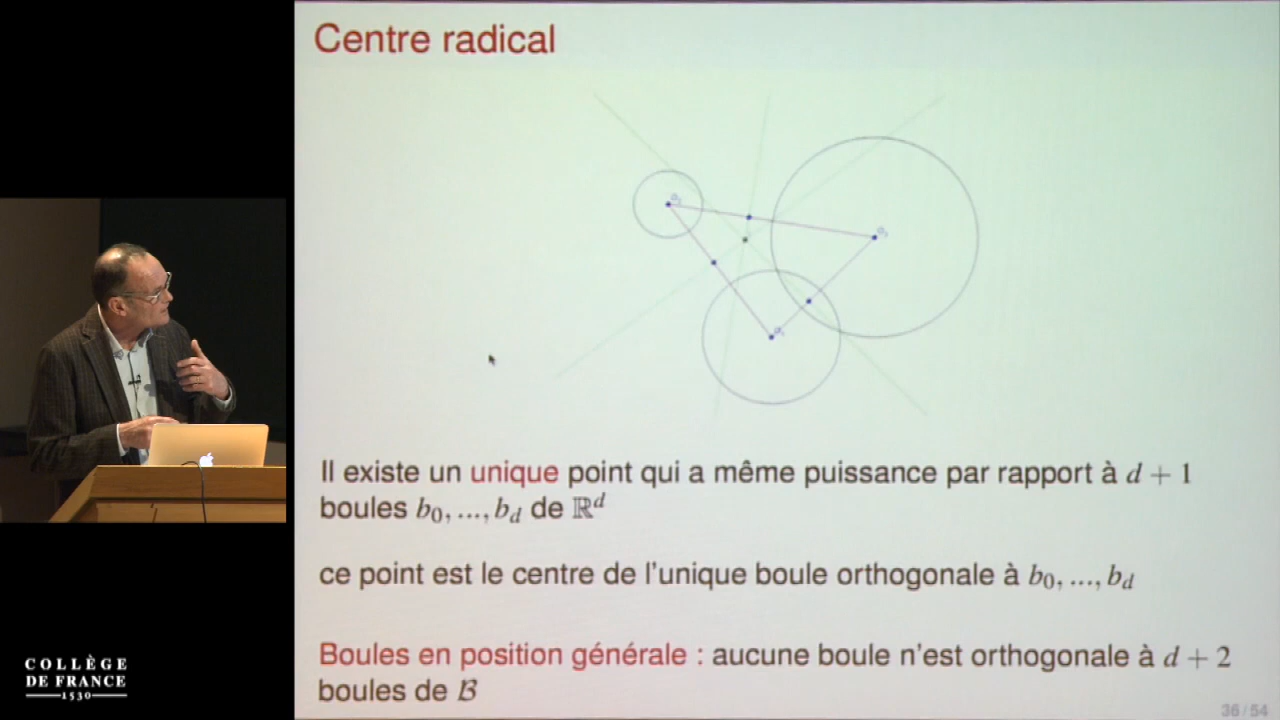 Centre radical
Il existe un unique point qui a même puissance par rapport à d + 1
boules b₀, ..., b_d de ℝᵈ
ce point est le centre de l'unique boule orthogonale à b₀, ..., b_d
Boules en position générale : aucune boule n'est orthogonale à d + 2
boules de ℬ
36 / 54
COLLÈGE
DE FRANCE
1530